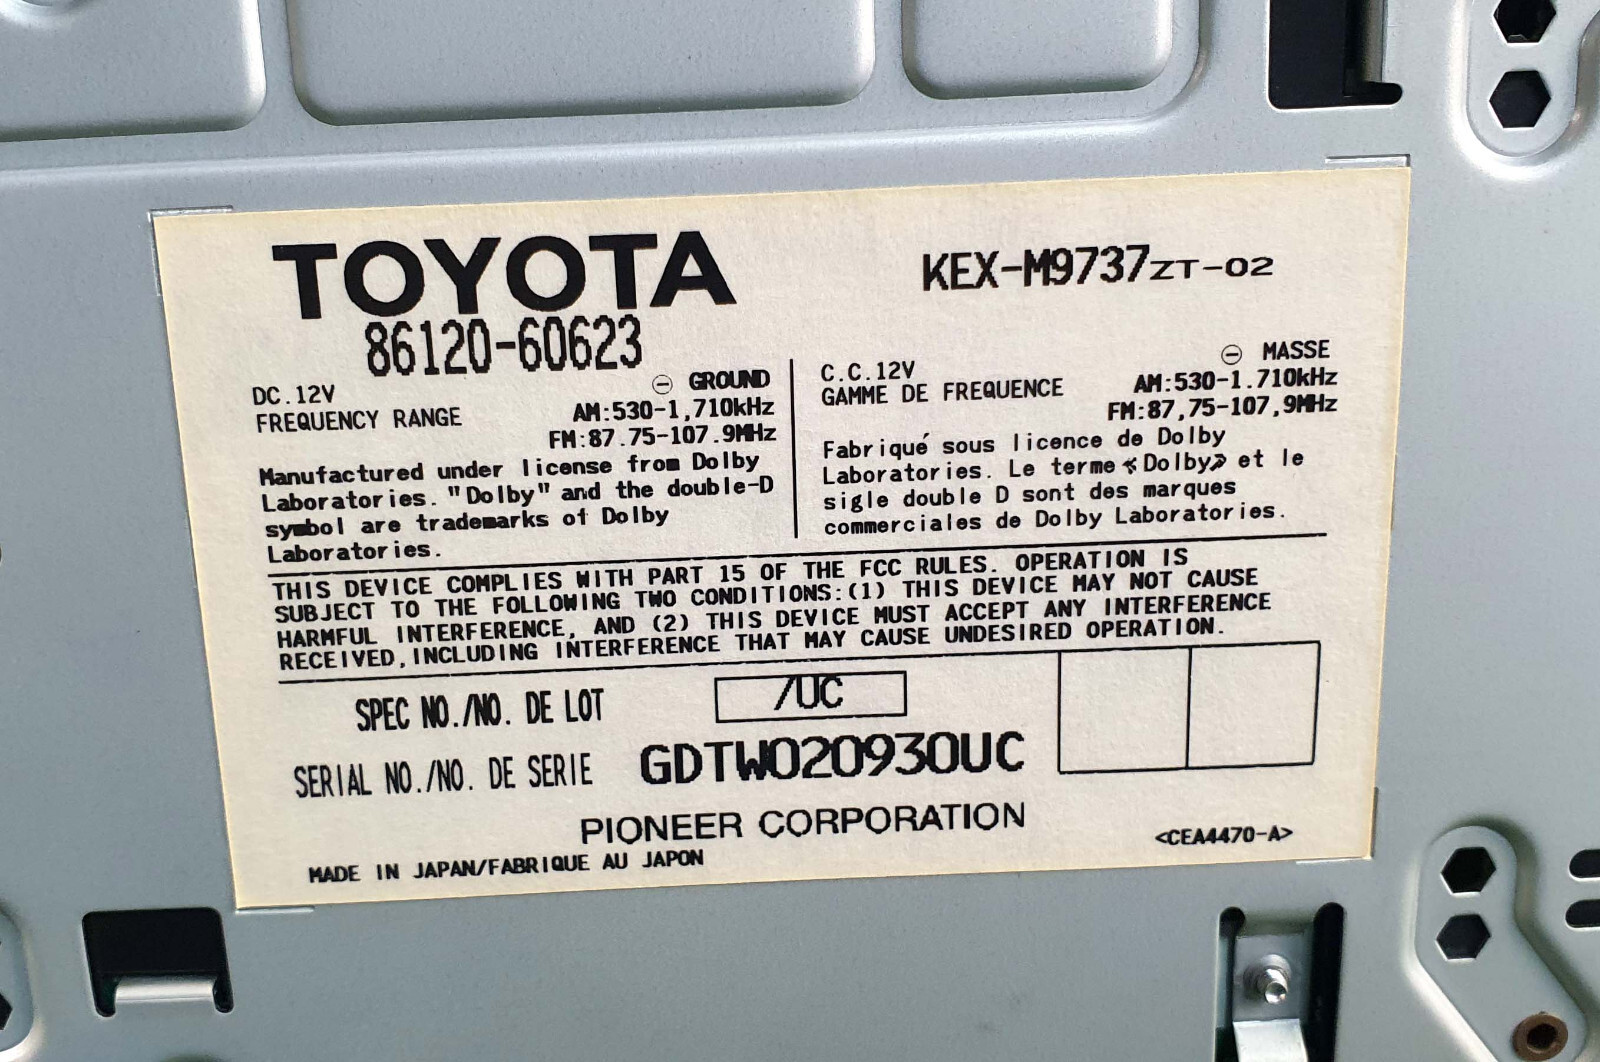 TOYOTA
KEX-M9737ZT-02
86120-60623
DC.12V
⊖ GROUND
FREQUENCY RANGE
AM:530-1,710kHz
FM:87.75-107.9MHz
Manufactured under license from Dolby
Laboratories. "Dolby" and the double-D
symbol are trademarks of Dolby
Laboratories.
C.C.12V
⊖ MASSE
GAMME DE FREQUENCE
AM:530-1.710kHz
FM:87,75-107,9MHz
Fabriqué sous licence de Dolby
Laboratories. Le terme «Dolby» et le
sigle double D sont des marques
commerciales de Dolby Laboratories.
THIS DEVICE COMPLIES WITH PART 15 OF THE FCC RULES. OPERATION IS
SUBJECT TO THE FOLLOWING TWO CONDITIONS:(1) THIS DEVICE MAY NOT CAUSE
HARMFUL INTERFERENCE, AND (2) THIS DEVICE MUST ACCEPT ANY INTERFERENCE
RECEIVED,INCLUDING INTERFERENCE THAT MAY CAUSE UNDESIRED OPERATION.
SPEC NO./NO. DE LOT /UC
SERIAL NO./NO. DE SERIE GDTW020930UC
PIONEER CORPORATION
<CEA4470-A>
MADE IN JAPAN/FABRIQUE AU JAPON